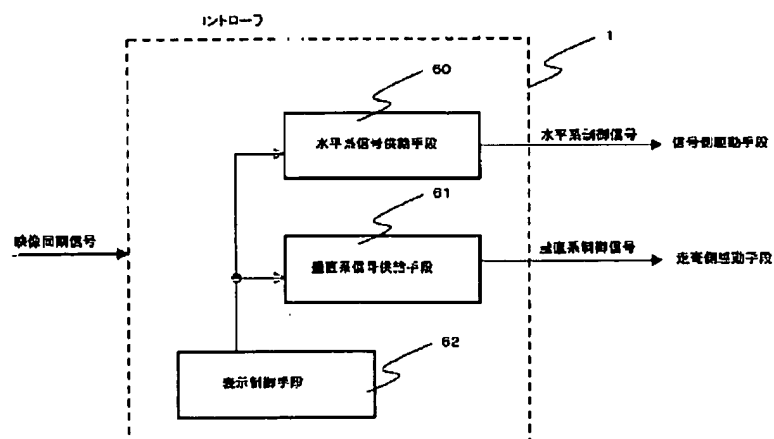 コントローラ
1
60
水平系信号供給手段
水平系制御信号
信号側駆動手段
61
映像同期信号
垂直系信号供給手段
垂直系制御信号
走査側駆動手段
62
表示制御手段